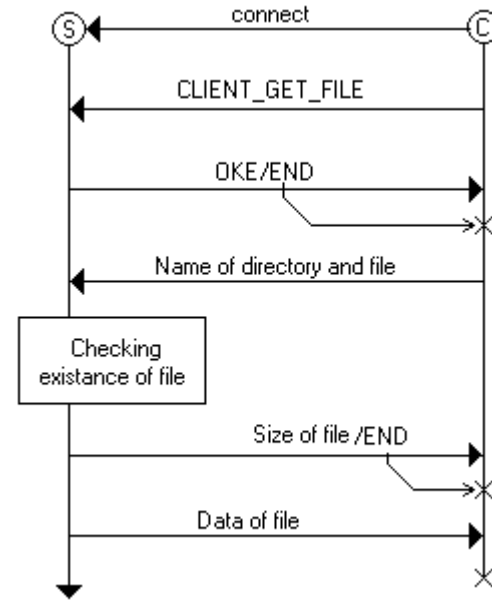 S
connect
C
CLIENT_GET_FILE
OKE/END
Name of directory and file
Checking
existance of file
Size of file /END
Data of file